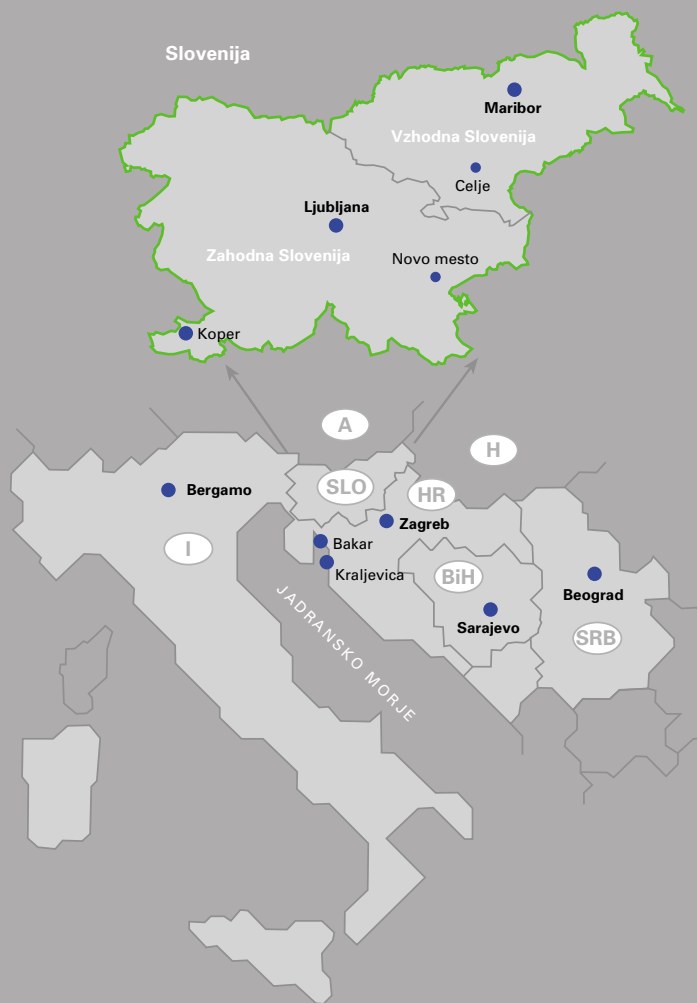 Slovenija
Maribor
Vzhodna Slovenija
Celje
Ljubljana
Zahodna Slovenija
Novo mesto
Koper
A
H
SLO
HR
Bergamo
Zagreb
I
Bakar
Kraljevica
BiH
Beograd
Sarajevo
SRB
JADRANSKO MORJE